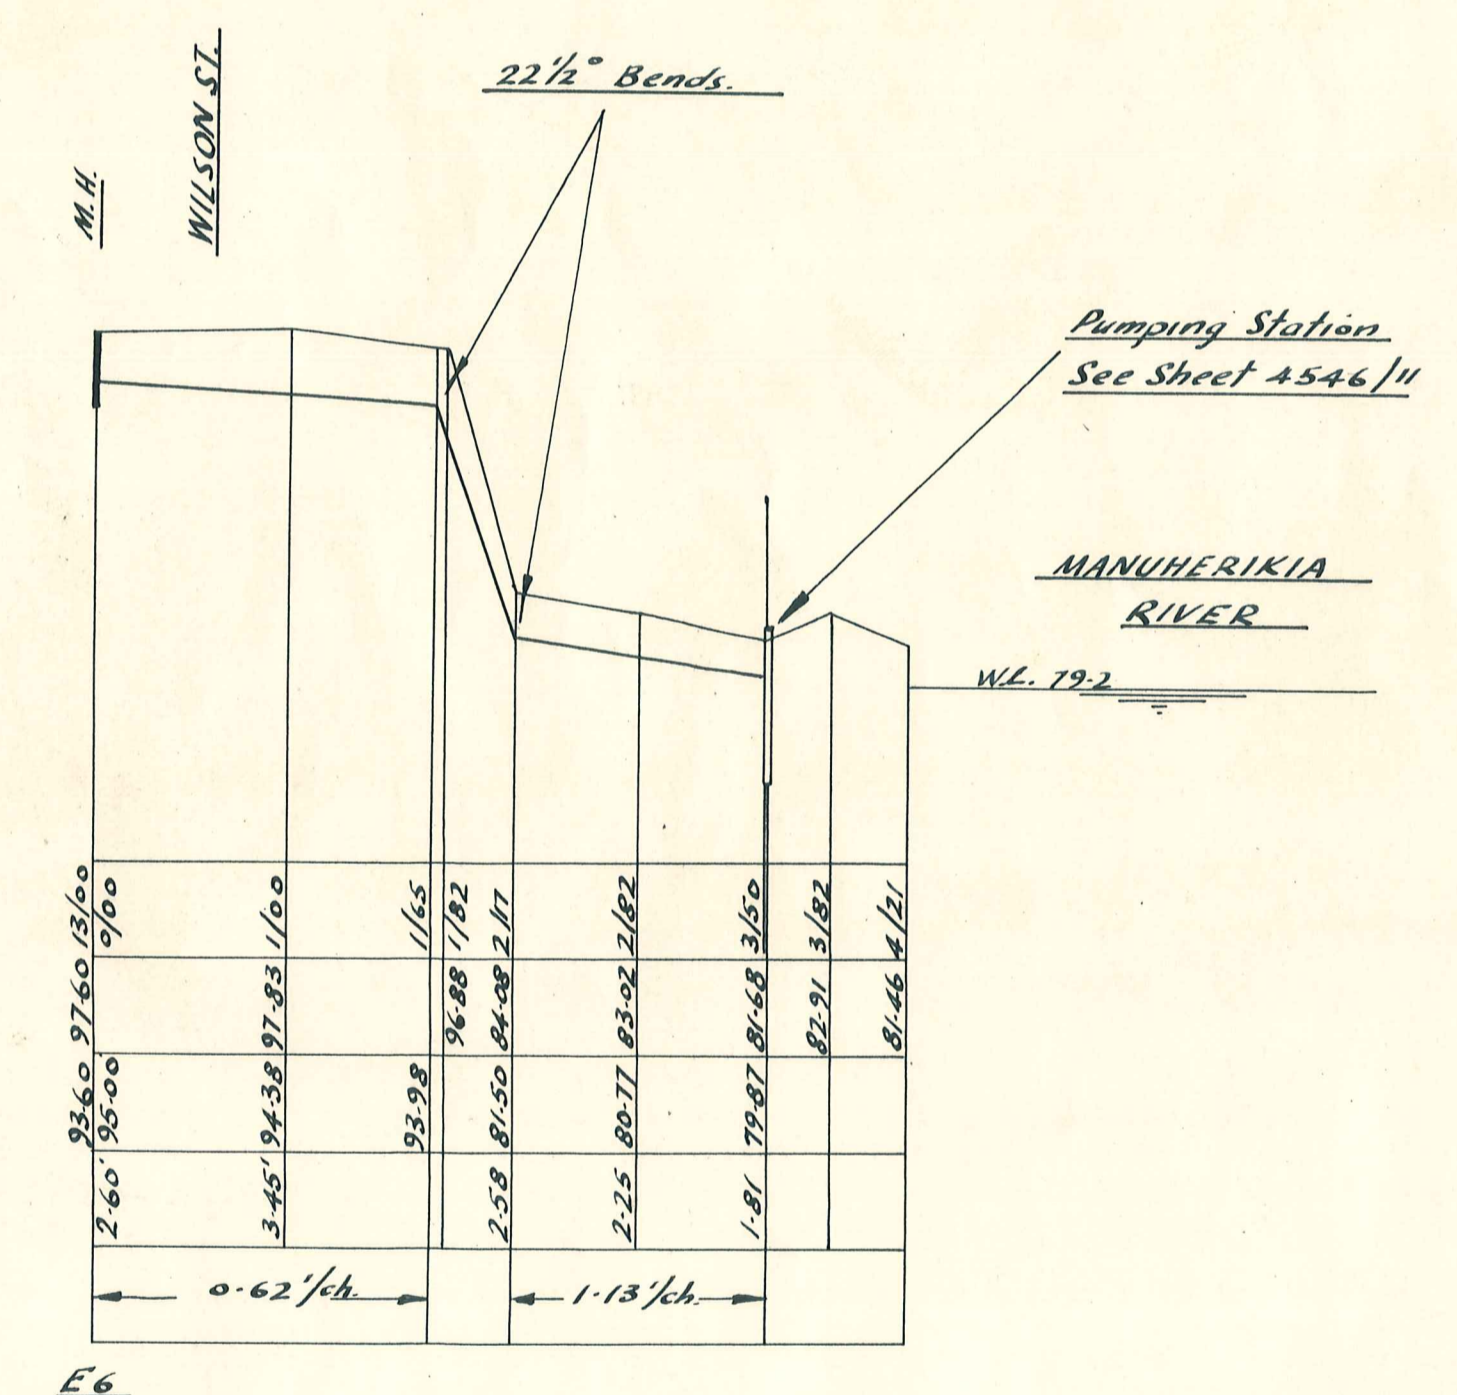 22½° Bends.
M.H.
WILSON ST.
Pumping Station
See Sheet 4546/11
MANUHERIKIA
RIVER
W.L. 79·2
13/00
0/00
1/00
1/65
1/82
2/17
2/82
3/50
3/82
4/21
97·60
97·83
96·88
84·08
83·02
81·68
82·91
81·46
93·60
95·00
94·38
93·98
81·50
80·77
79·87
2·60'
3·45'
2·58
2·25
1·81
0·62'/ch.
1·13'/ch.
E6